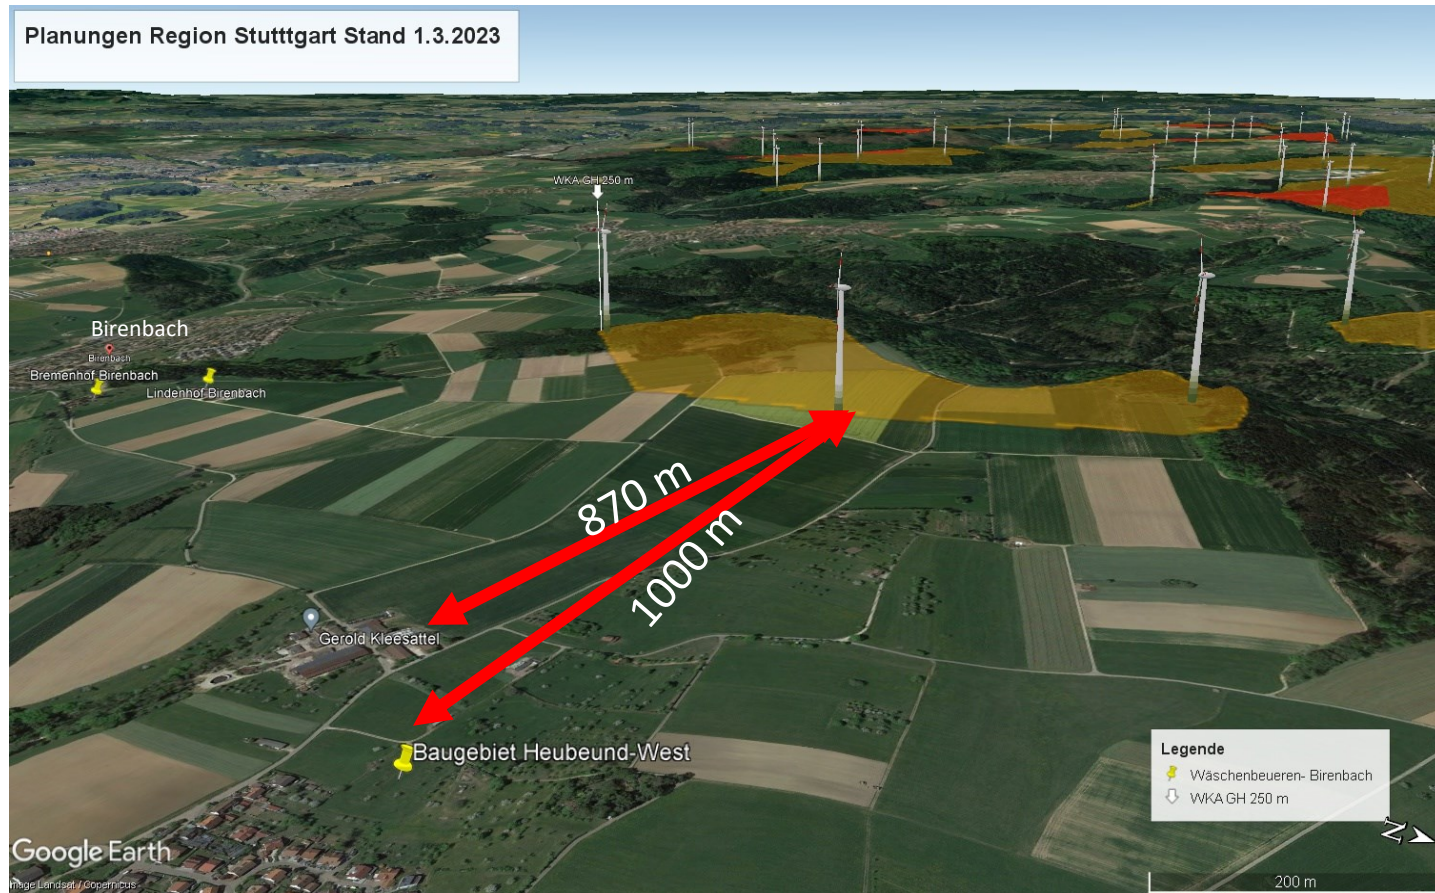 Planungen Region Stutttgart Stand 1.3.2023
WKA GH 250 m
Birenbach
Birenbach
Bremenhof Birenbach
Lindenhof Birenbach
870 m
1000 m
Gerold Kleesattel
Baugebiet Heubeund-West
Legende
Wäschenbeueren- Birenbach
WKA GH 250 m
N
Google Earth
Image Landsat / Copernicus
200 m